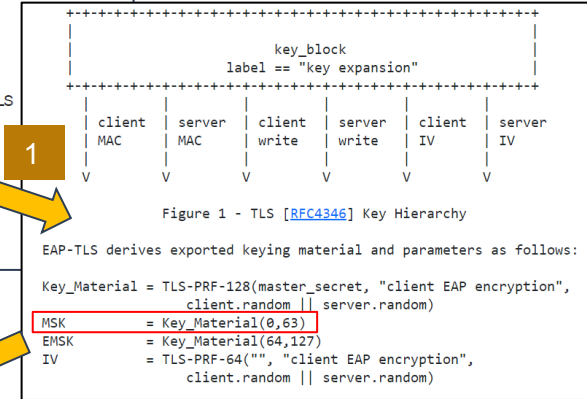 +-+-+-+-+-+-+-+-+-+-+-+-+-+-+-+-+-+-+-+-+-+-+-+-+-+
key_block
label == "key expansion"
+-+-+-+-+-+-+-+-+-+-+-+-+-+-+-+-+-+-+-+-+-+-+-+-+-+
LS
client server client server client server
1
MAC MAC write write IV IV
V V V V V V
Figure 1 - TLS [RFC4346] Key Hierarchy
EAP-TLS derives exported keying material and parameters as follows:
Key_Material = TLS-PRF-128(master_secret, "client EAP encryption",
client.random || server.random)
MSK = Key_Material(0,63)
EMSK = Key_Material(64,127)
IV = TLS-PRF-64("", "client EAP encryption",
client.random || server.random)